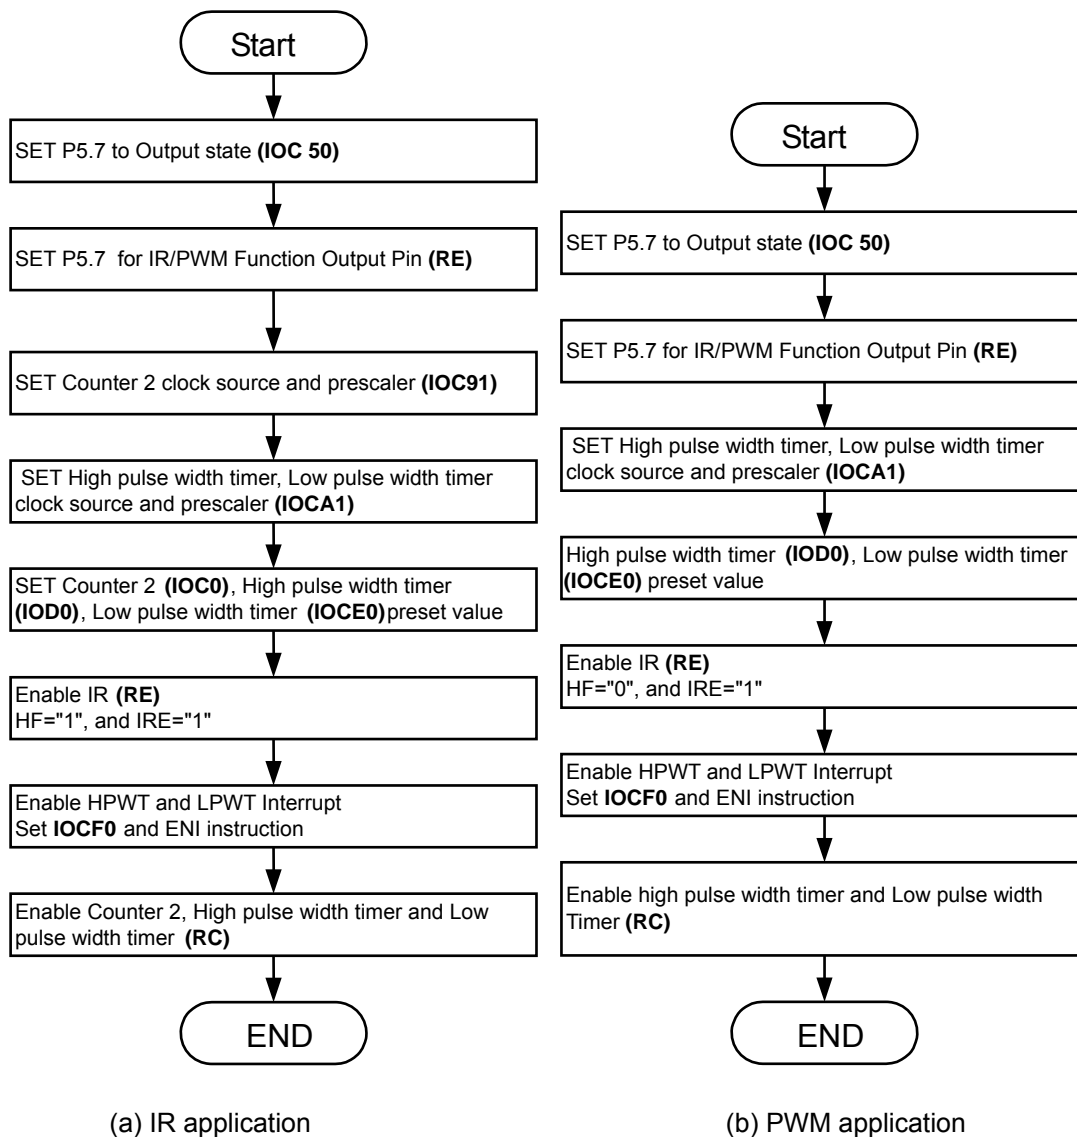 Start
SET P5.7 to Output state (IOC 50)
SET P5.7 for IR/PWM Function Output Pin (RE)
SET Counter 2 clock source and prescaler (IOC91)
SET High pulse width timer, Low pulse width timer
clock source and prescaler (IOCA1)
SET Counter 2 (IOC0), High pulse width timer
(IOD0), Low pulse width timer (IOCE0)preset value
Enable IR (RE)
HF="1", and IRE="1"
Enable HPWT and LPWT Interrupt
Set IOCF0 and ENI instruction
Enable Counter 2, High pulse width timer and Low
pulse width timer (RC)
END
(a) IR application
Start
SET P5.7 to Output state (IOC 50)
SET P5.7 for IR/PWM Function Output Pin (RE)
SET High pulse width timer, Low pulse width timer
clock source and prescaler (IOCA1)
High pulse width timer (IOD0), Low pulse width timer
(IOCE0) preset value
Enable IR (RE)
HF="0", and IRE="1"
Enable HPWT and LPWT Interrupt
Set IOCF0 and ENI instruction
Enable high pulse width timer and Low pulse width
Timer (RC)
END
(b) PWM application